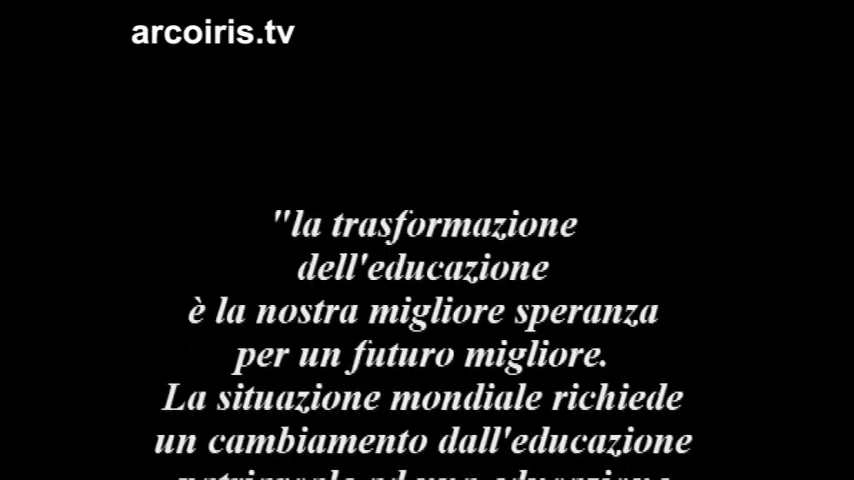 arcoiris.tv
"la trasformazione
dell'educazione
è la nostra migliore speranza
per un futuro migliore.
La situazione mondiale richiede
un cambiamento dall'educazione